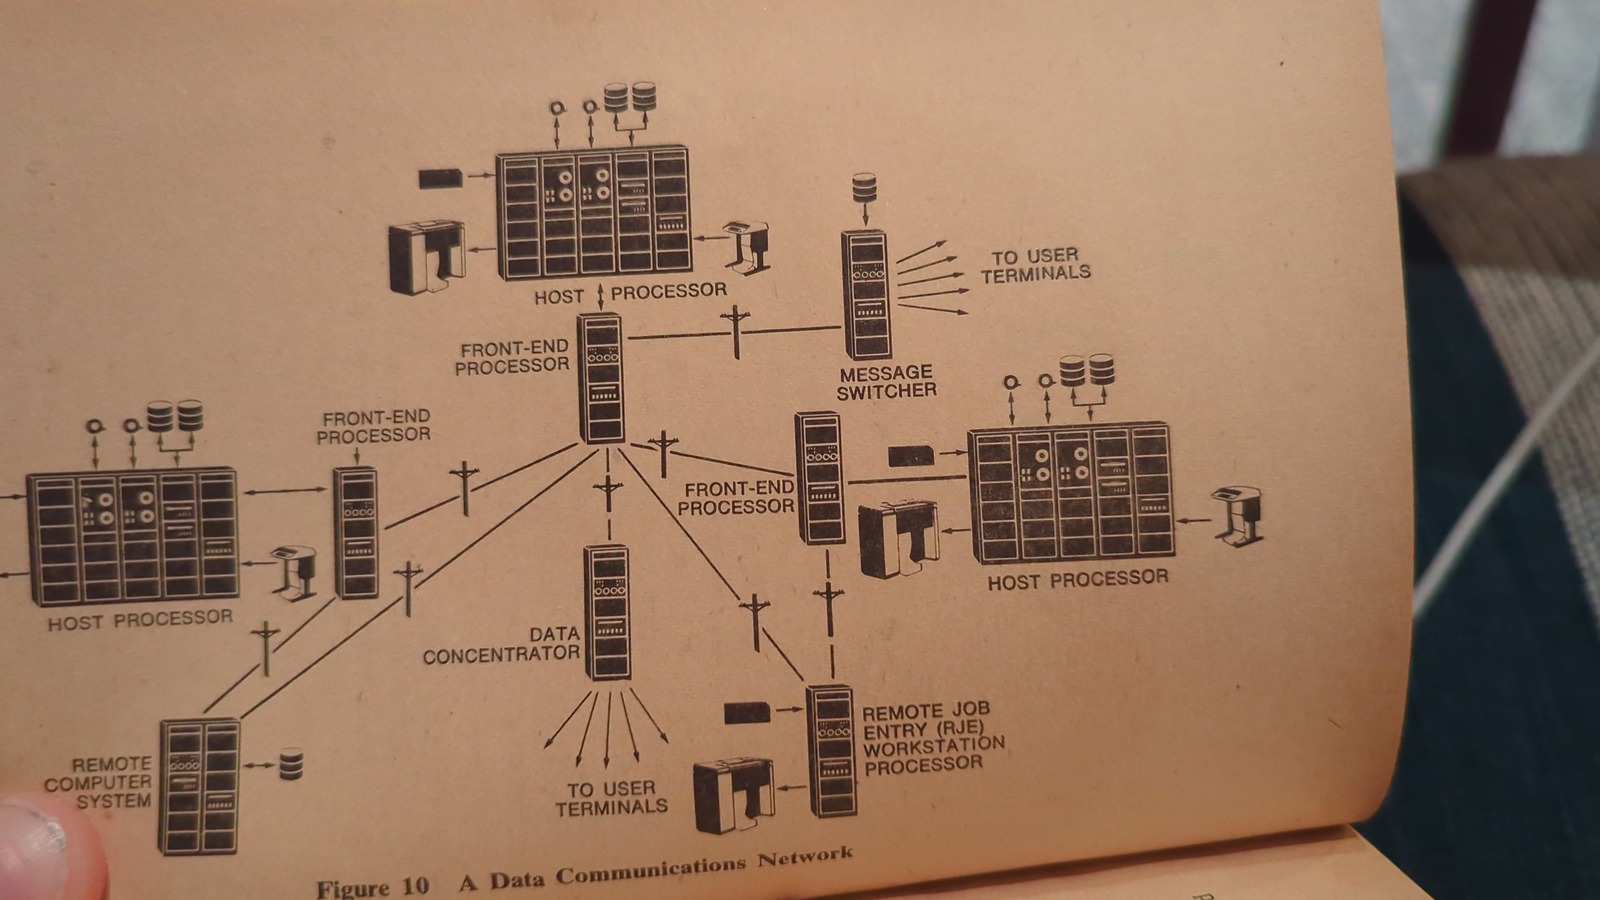 HOST PROCESSOR
TO USER
TERMINALS
FRONT-END
PROCESSOR
MESSAGE
SWITCHER
FRONT-END
PROCESSOR
FRONT-END
PROCESSOR
HOST PROCESSOR
HOST PROCESSOR
DATA
CONCENTRATOR
REMOTE JOB
ENTRY (RJE)
WORKSTATION
PROCESSOR
REMOTE
COMPUTER
SYSTEM
TO USER
TERMINALS
Figure 10 A Data Communications Network